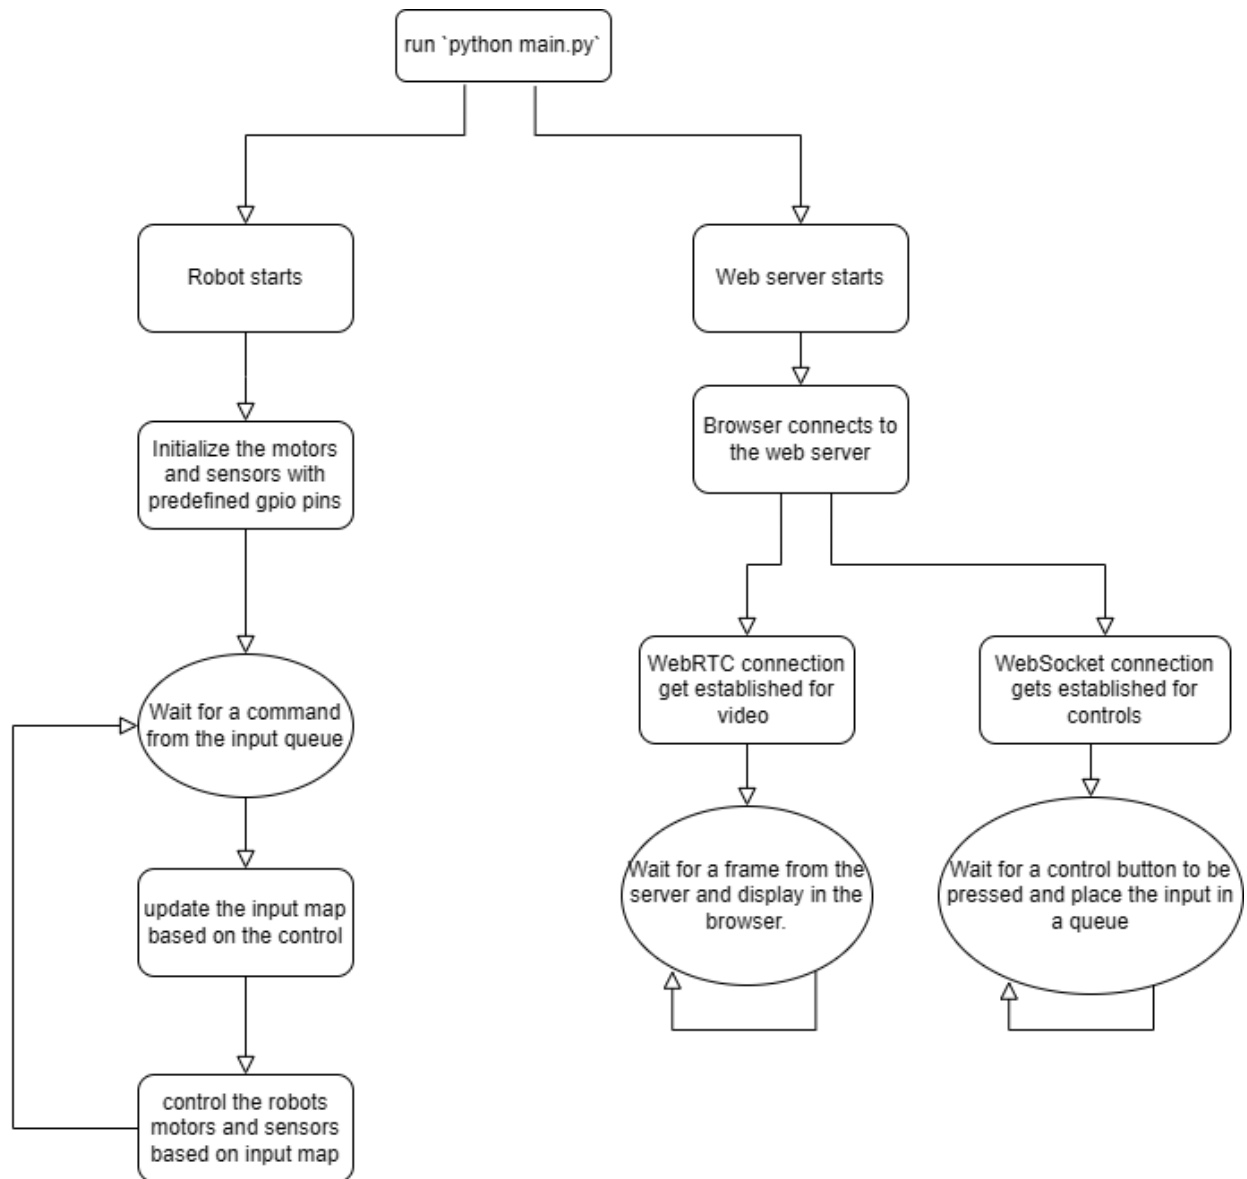 run `python main.py`
Robot starts
Web server starts
Initialize the motors
and sensors with
predefined gpio pins
Browser connects to
the web server
Wait for a command
from the input queue
WebRTC connection
get established for
video
WebSocket connection
gets established for
controls
update the input map
based on the control
Wait for a frame from the
server and display in the
browser.
Wait for a control button to be
pressed and place the input in
a queue
control the robots
motors and sensors
based on input map